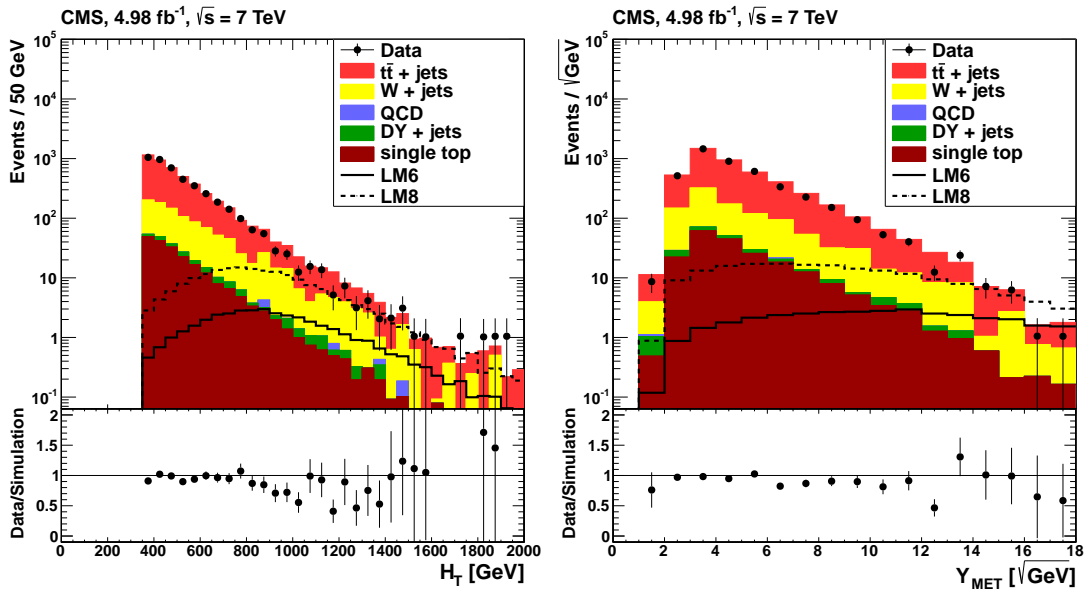 CMS, 4.98 fb⁻¹, √s = 7 TeV
Events / 50 GeV
10⁵
10⁴
10³
10²
10
1
10⁻¹
Data
tt̄ + jets
W + jets
QCD
DY + jets
single top
LM6
LM8
Data/Simulation
2
1.5
1
0.5
0
0 200 400 600 800 1000 1200 1400 1600 1800 2000
H_T [GeV]
CMS, 4.98 fb⁻¹, √s = 7 TeV
Events / √GeV
10⁵
10⁴
10³
10²
10
1
10⁻¹
Data
tt̄ + jets
W + jets
QCD
DY + jets
single top
LM6
LM8
Data/Simulation
2
1.5
1
0.5
0
0 2 4 6 8 10 12 14 16 18
Y_MET [√GeV]